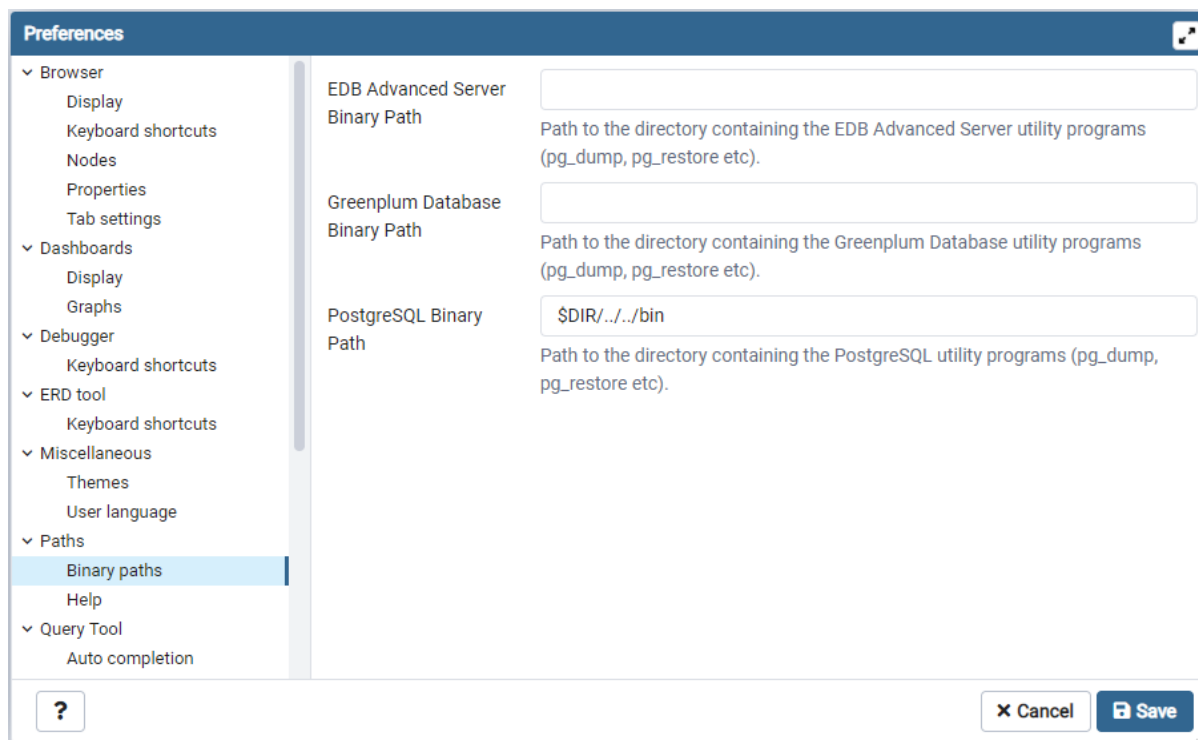 Preferences
Browser
Display
Keyboard shortcuts
Nodes
Properties
Tab settings
Dashboards
Display
Graphs
Debugger
Keyboard shortcuts
ERD tool
Keyboard shortcuts
Miscellaneous
Themes
User language
Paths
Binary paths
Help
Query Tool
Auto completion
EDB Advanced Server
Binary Path
Path to the directory containing the EDB Advanced Server utility programs
(pg_dump, pg_restore etc).
Greenplum Database
Binary Path
Path to the directory containing the Greenplum Database utility programs
(pg_dump, pg_restore etc).
PostgreSQL Binary
Path
$DIR/../../bin
Path to the directory containing the PostgreSQL utility programs (pg_dump,
pg_restore etc).
?
Cancel
Save